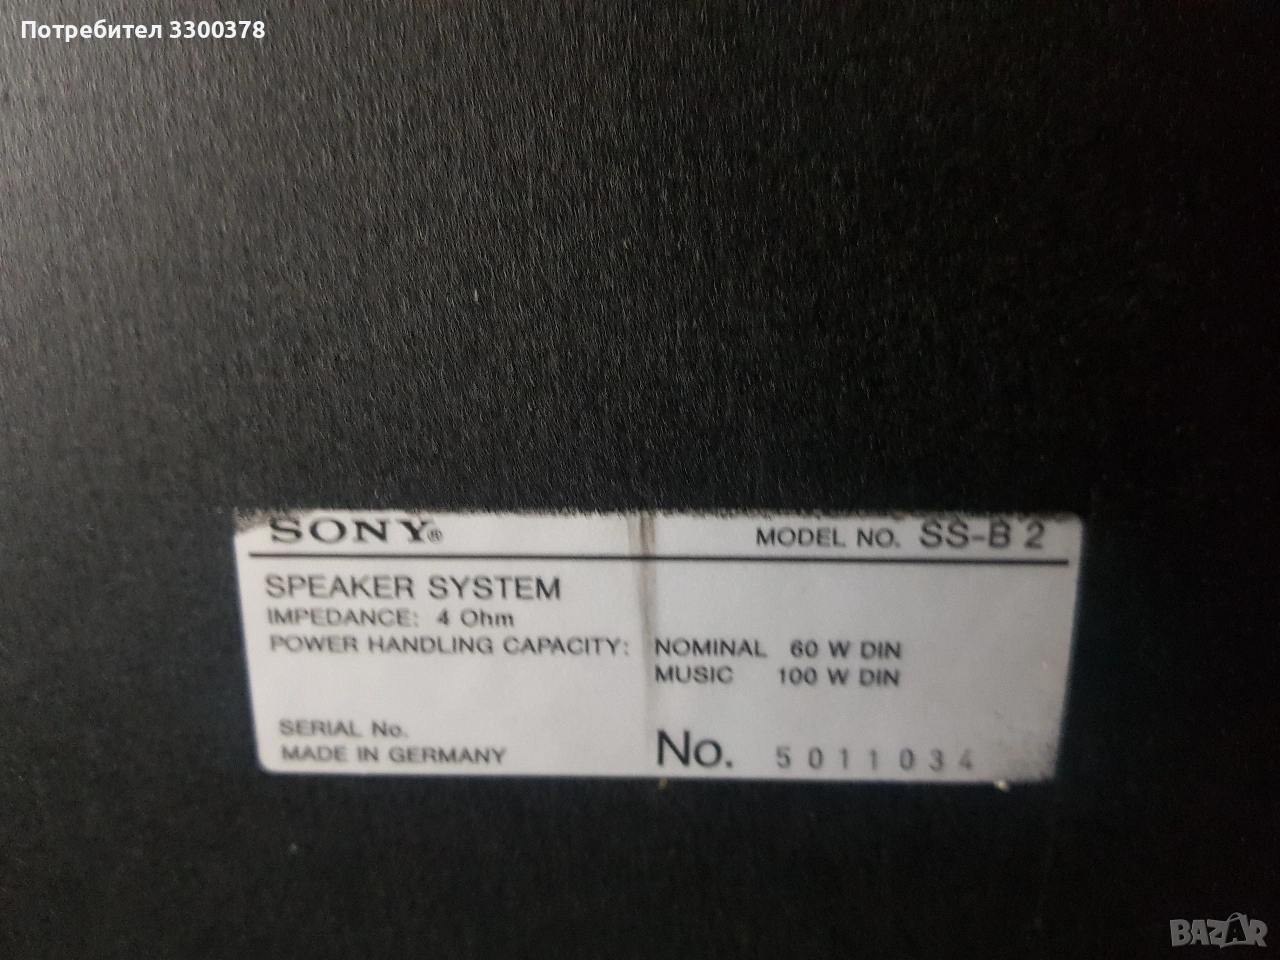 Потребител 3300378
SONY® MODEL NO. SS-B 2
SPEAKER SYSTEM
IMPEDANCE: 4 Ohm
POWER HANDLING CAPACITY: NOMINAL 60 W DIN
MUSIC 100 W DIN
SERIAL No.
MADE IN GERMANY No. 5011034
BAZAR